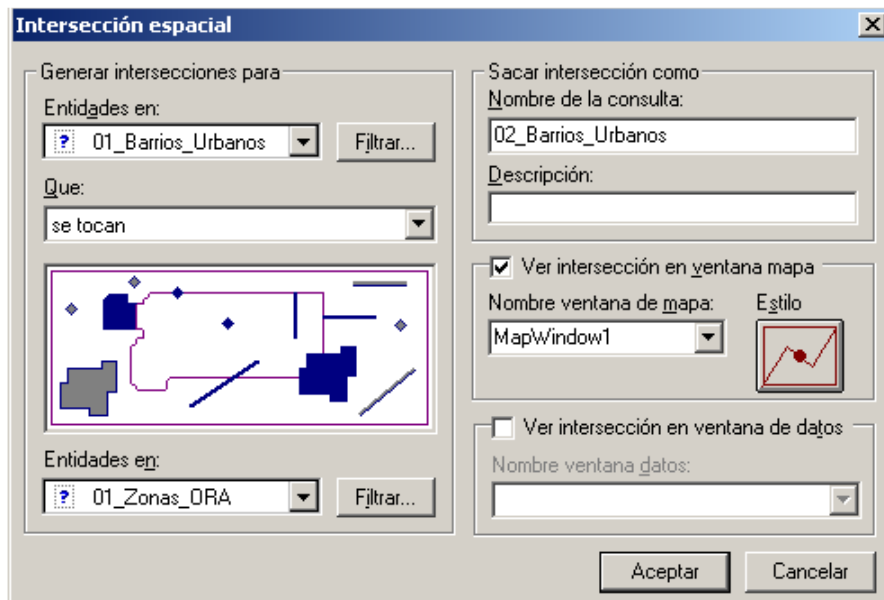 Intersección espacial
Generar intersecciones para
Entidades en:
01_Barrios_Urbanos
Filtrar...
Que:
se tocan
Entidades en:
01_Zonas_ORA
Filtrar...
Sacar intersección como
Nombre de la consulta:
02_Barrios_Urbanos
Descripción:
Ver intersección en ventana mapa
Nombre ventana de mapa:
Estilo
MapWindow1
Ver intersección en ventana de datos
Nombre ventana datos:
Aceptar
Cancelar